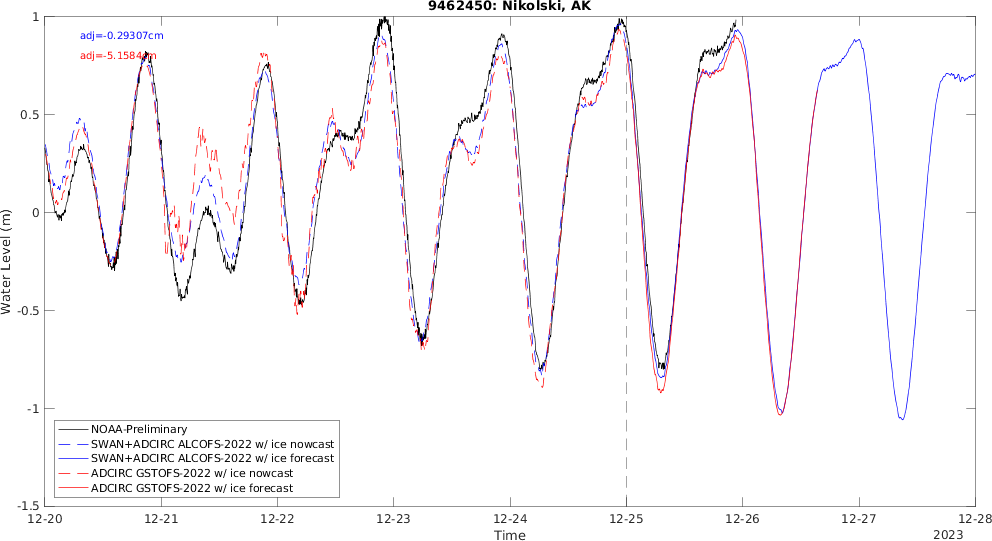 9462450: Nikolski, AK
adj=-0.29307cm
adj=-5.1584cm
Water Level (m)
1
0.5
0
-0.5
-1
-1.5
NOAA-Preliminary
SWAN+ADCIRC ALCOFS-2022 w/ ice nowcast
SWAN+ADCIRC ALCOFS-2022 w/ ice forecast
ADCIRC GSTOFS-2022 w/ ice nowcast
ADCIRC GSTOFS-2022 w/ ice forecast
12-20 12-21 12-22 12-23 12-24 12-25 12-26 12-27 12-28
Time
2023